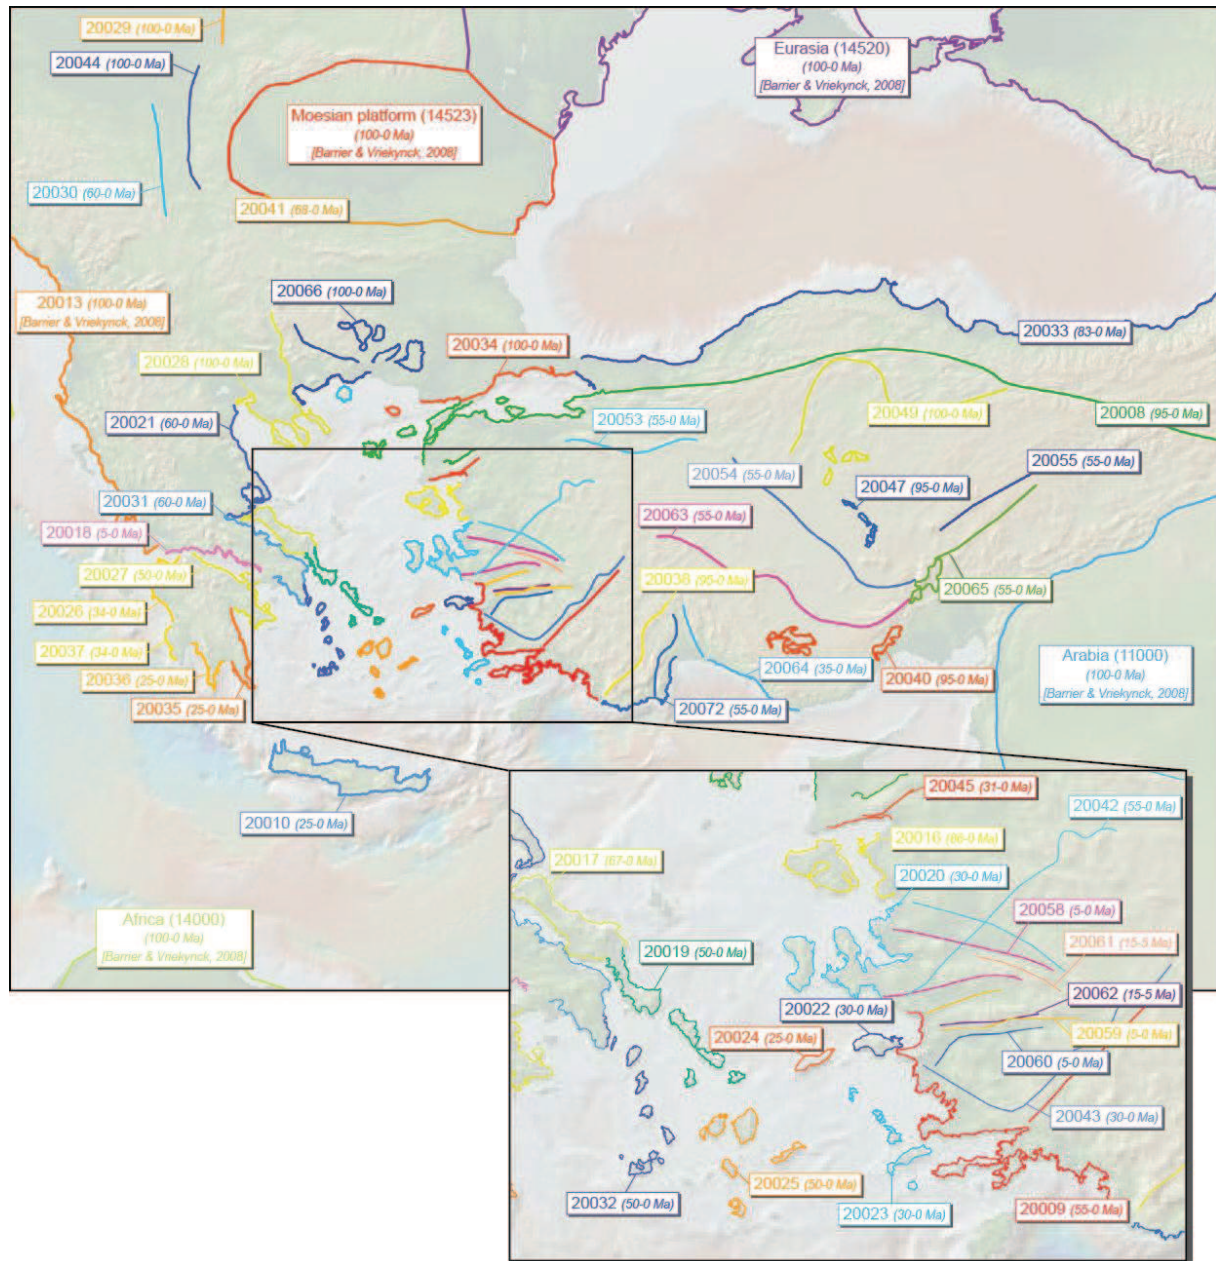 20029 (100-0 Ma)
20044 (100-0 Ma)
Eurasia (14520)
(100-0 Ma)
[Barrier & Vriekynck, 2008]
Moesian platform (14523)
(100-0 Ma)
[Barrier & Vriekynck, 2008]
20030 (60-0 Ma)
20041 (68-0 Ma)
20066 (100-0 Ma)
20013 (100-0 Ma)
[Barrier & Vriekynck, 2008]
20033 (83-0 Ma)
20034 (100-0 Ma)
20028 (100-0 Ma)
20021 (60-0 Ma)
20053 (55-0 Ma)
20049 (100-0 Ma)
20008 (95-0 Ma)
20054 (55-0 Ma)
20055 (55-0 Ma)
20047 (95-0 Ma)
20031 (60-0 Ma)
20063 (55-0 Ma)
20018 (5-0 Ma)
20027 (50-0 Ma)
20038 (95-0 Ma)
20065 (55-0 Ma)
20026 (34-0 Ma)
20037 (34-0 Ma)
20036 (25-0 Ma)
20035 (25-0 Ma)
20064 (35-0 Ma)
20040 (95-0 Ma)
20072 (55-0 Ma)
Arabia (11000)
(100-0 Ma)
[Barrier & Vriekynck, 2008]
20010 (25-0 Ma)
Africa (14000)
(100-0 Ma)
[Barrier & Vriekynck, 2008]
20045 (31-0 Ma)
20042 (55-0 Ma)
20016 (66-0 Ma)
20017 (67-0 Ma)
20020 (30-0 Ma)
20058 (5-0 Ma)
20061 (15-5 Ma)
20019 (50-0 Ma)
20062 (15-5 Ma)
20022 (30-0 Ma)
20059 (5-0 Ma)
20024 (25-0 Ma)
20060 (5-0 Ma)
20043 (30-0 Ma)
20025 (50-0 Ma)
20032 (50-0 Ma)
20023 (30-0 Ma)
20009 (55-0 Ma)